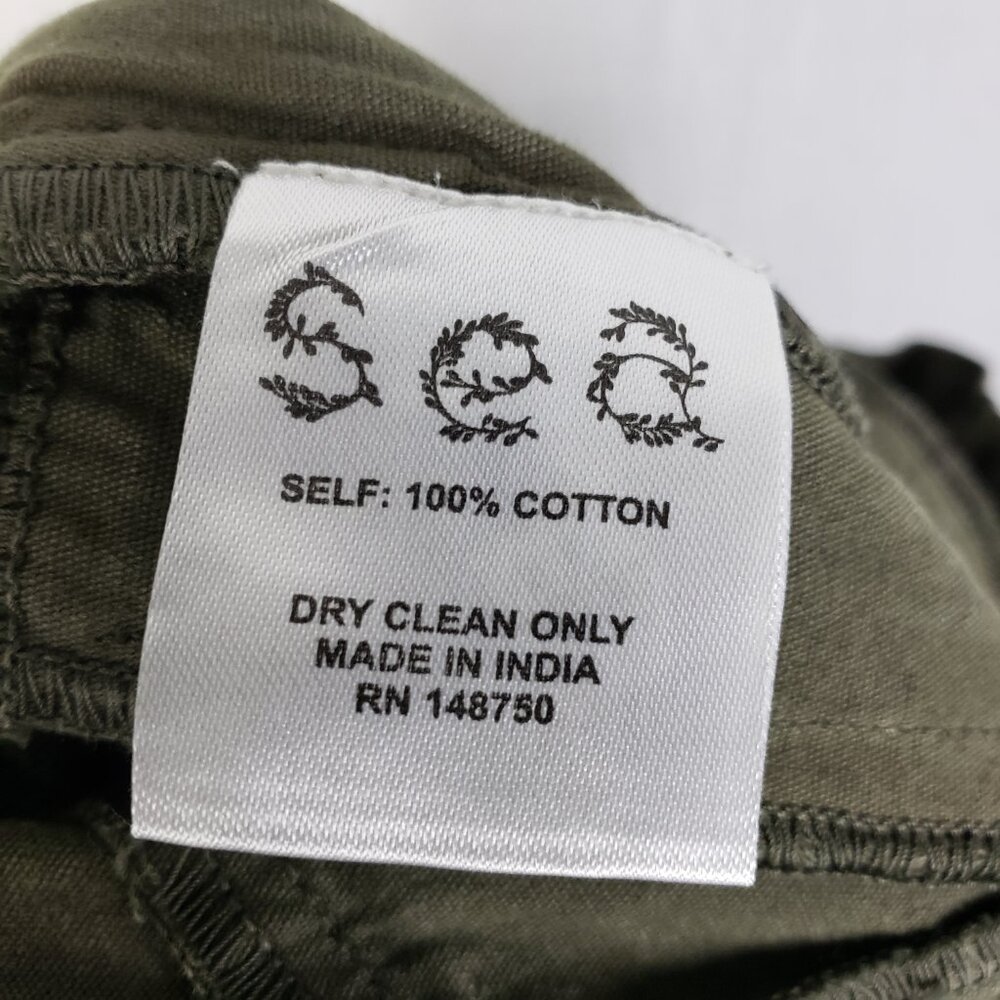 Sea
SELF: 100% COTTON
DRY CLEAN ONLY
MADE IN INDIA
RN 148750